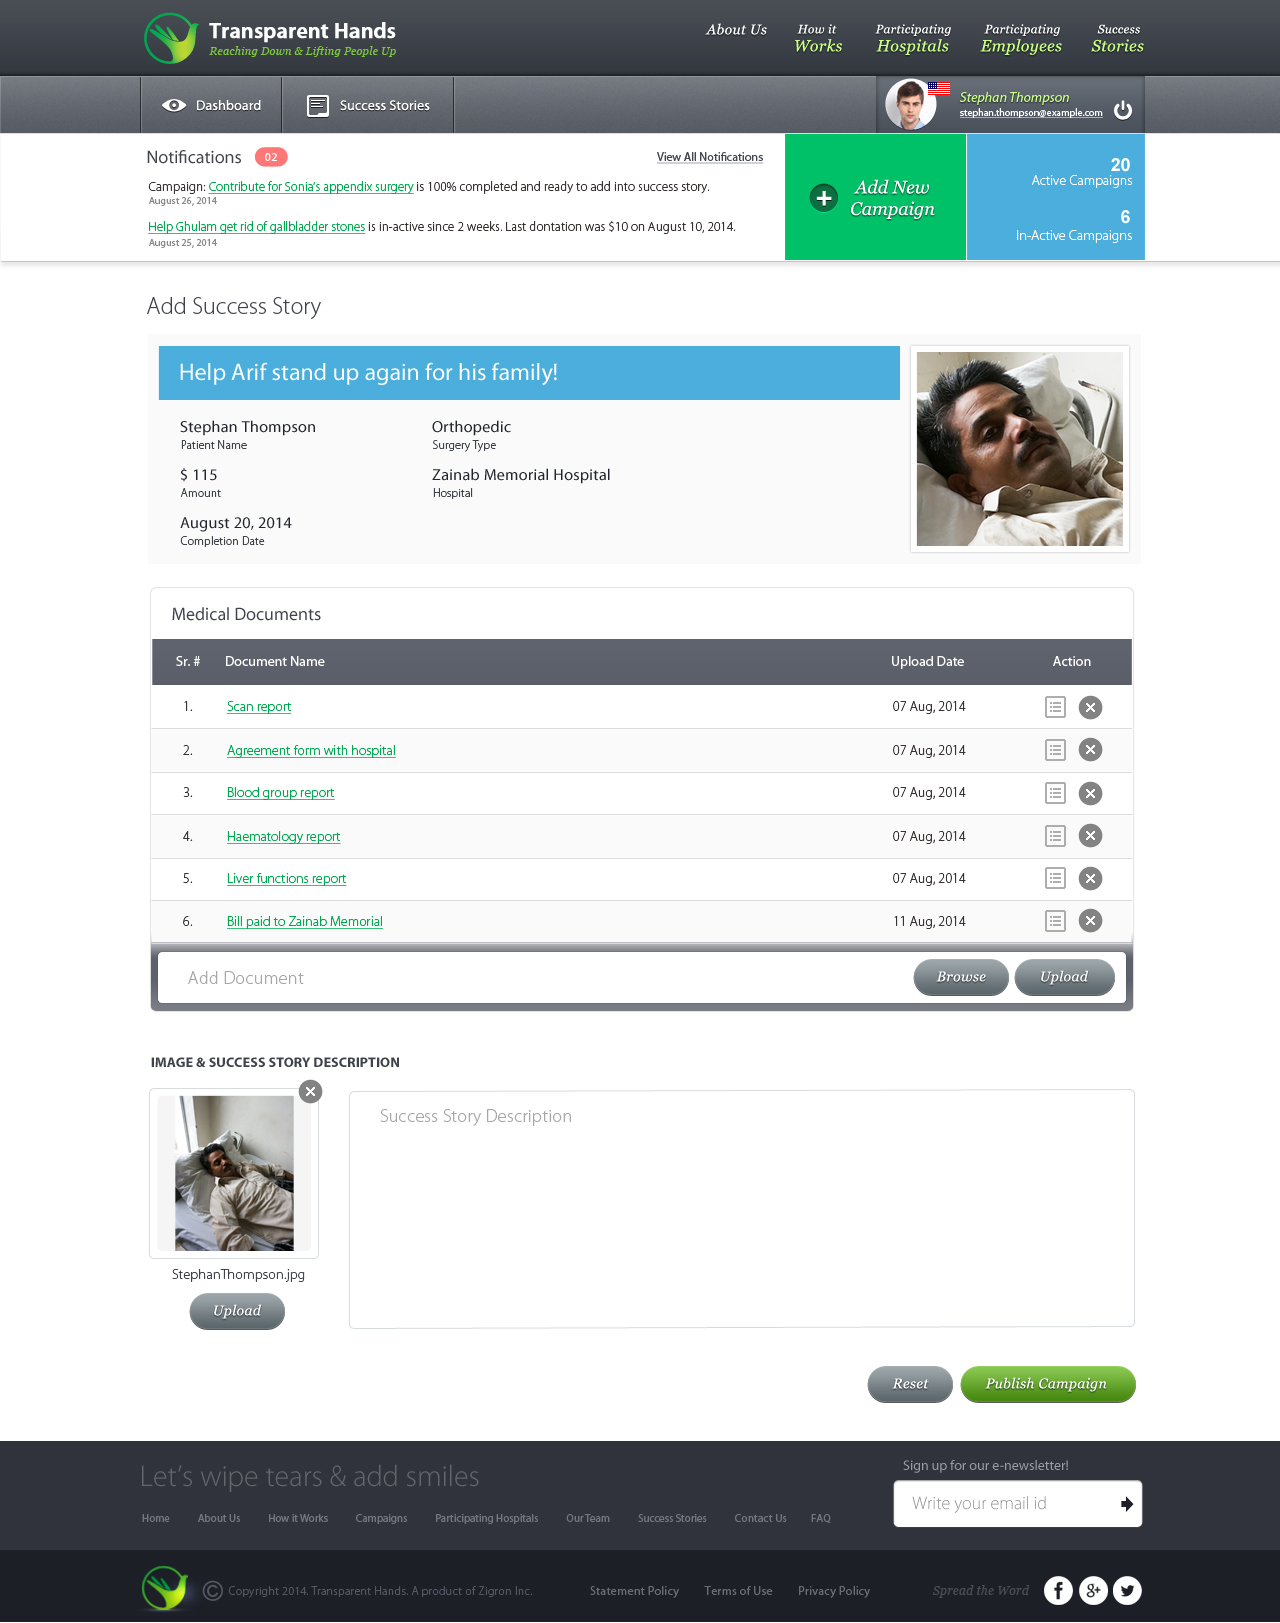 Transparent Hands
Reaching Down & Lifting People Up
About Us
How it
Works
Participating
Hospitals
Participating
Employees
Success
Stories
Dashboard
Success Stories
Stephan Thompson
stephan.thompson@example.com
Notifications
02
View All Notifications
Campaign: Contribute for Sonia's appendix surgery is 100% completed and ready to add into success story.
August 26, 2014
Help Ghulam get rid of gallbladder stones is in-active since 2 weeks. Last dontation was $10 on August 10, 2014.
August 25, 2014
Add New
Campaign
20
Active Campaigns
6
In-Active Campaigns
Add Success Story
Help Arif stand up again for his family!
Stephan Thompson
Patient Name
Orthopedic
Surgery Type
$ 115
Amount
Zainab Memorial Hospital
Hospital
August 20, 2014
Completion Date
Medical Documents
Sr. # Document Name Upload Date Action
1. Scan report 07 Aug, 2014
2. Agreement form with hospital 07 Aug, 2014
3. Blood group report 07 Aug, 2014
4. Haematology report 07 Aug, 2014
5. Liver functions report 07 Aug, 2014
6. Bill paid to Zainab Memorial 11 Aug, 2014
Add Document
Browse
Upload
IMAGE & SUCCESS STORY DESCRIPTION
Success Story Description
StephanThompson.jpg
Upload
Reset
Publish Campaign
Let's wipe tears & add smiles
Sign up for our e-newsletter!
Write your email id
Home About Us How it Works Campaigns Participating Hospitals Our Team Success Stories Contact Us FAQ
© Copyright 2014. Transparent Hands. A product of Zigron Inc.
Statement Policy
Terms of Use
Privacy Policy
Spread the Word